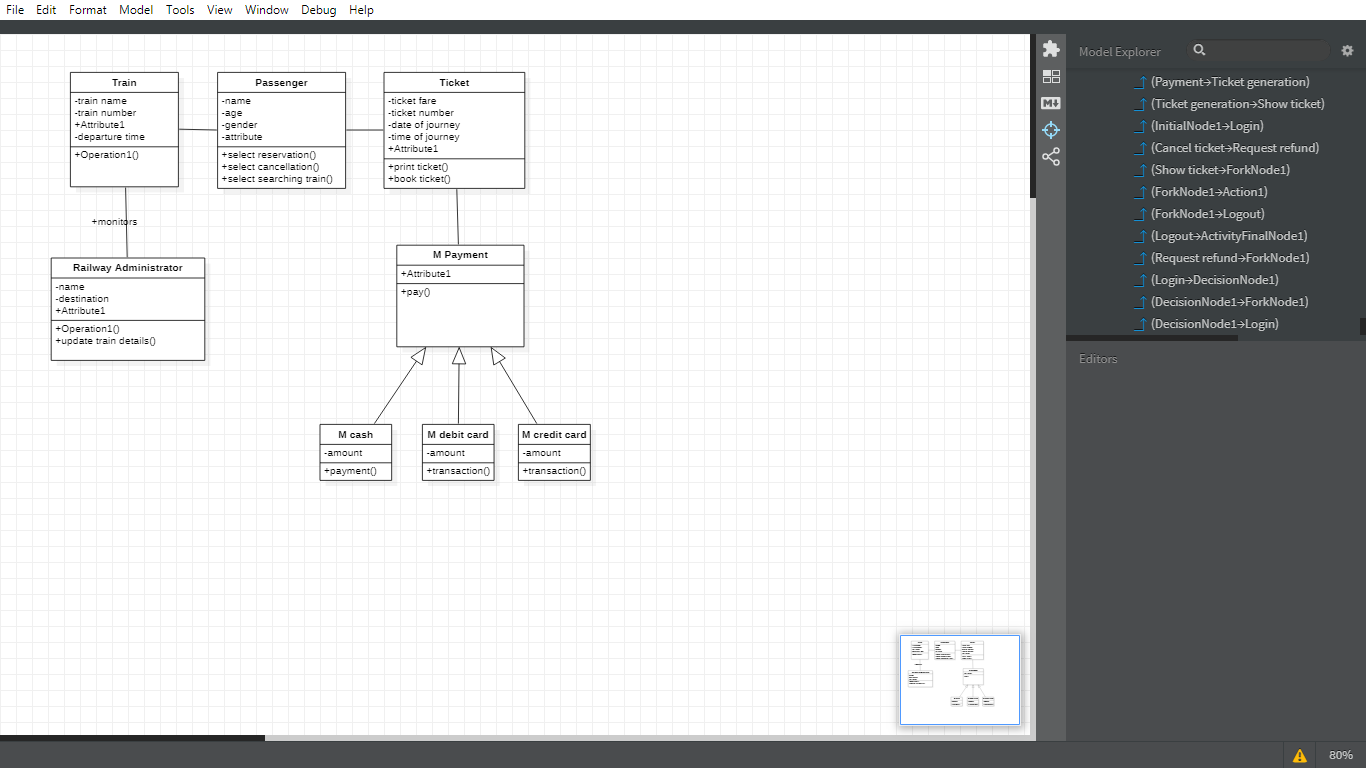 File Edit Format Model Tools View Window Debug Help
Train
-train name
-train number
+Attribute1
-departure time
+Operation1()
Passenger
-name
-age
-gender
-attribute
+select reservation()
+select cancellation()
+select searching train()
Ticket
-ticket fare
-ticket number
-date of journey
-time of journey
+Attribute1
+print ticket()
+book ticket()
+monitors
Railway Administrator
-name
-destination
+Attribute1
+Operation1()
+update train details()
M Payment
+Attribute1
+pay()
M cash
-amount
+payment()
M debit card
-amount
+transaction()
M credit card
-amount
+transaction()
M↓
Model Explorer
(Payment→Ticket generation)
(Ticket generation→Show ticket)
(InitialNode1→Login)
(Cancel ticket→Request refund)
(Show ticket→ForkNode1)
(ForkNode1→Action1)
(ForkNode1→Logout)
(Logout→ActivityFinalNode1)
(Request refund→ForkNode1)
(Login→DecisionNode1)
(DecisionNode1→ForkNode1)
(DecisionNode1→Login)
Editors
80%